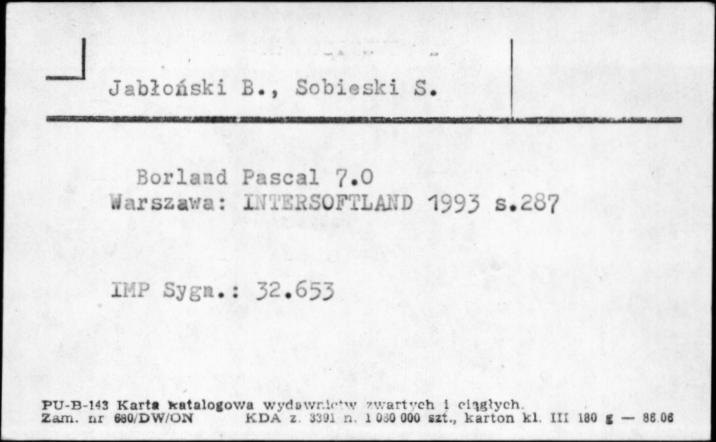 Jabłoński B., Sobieski S.
Borland Pascal 7.0
Warszawa: INTERSOFTLAND 1993 s.287
IMP Sygn.: 32.653
PU-B-143 Karta katalogowa wydawnictw zwartych i ciągłych.
Zam. nr 680/DW/ON KDA z. 3391 n. 1 080 000 szt., karton kl. III 180 g — 86.06